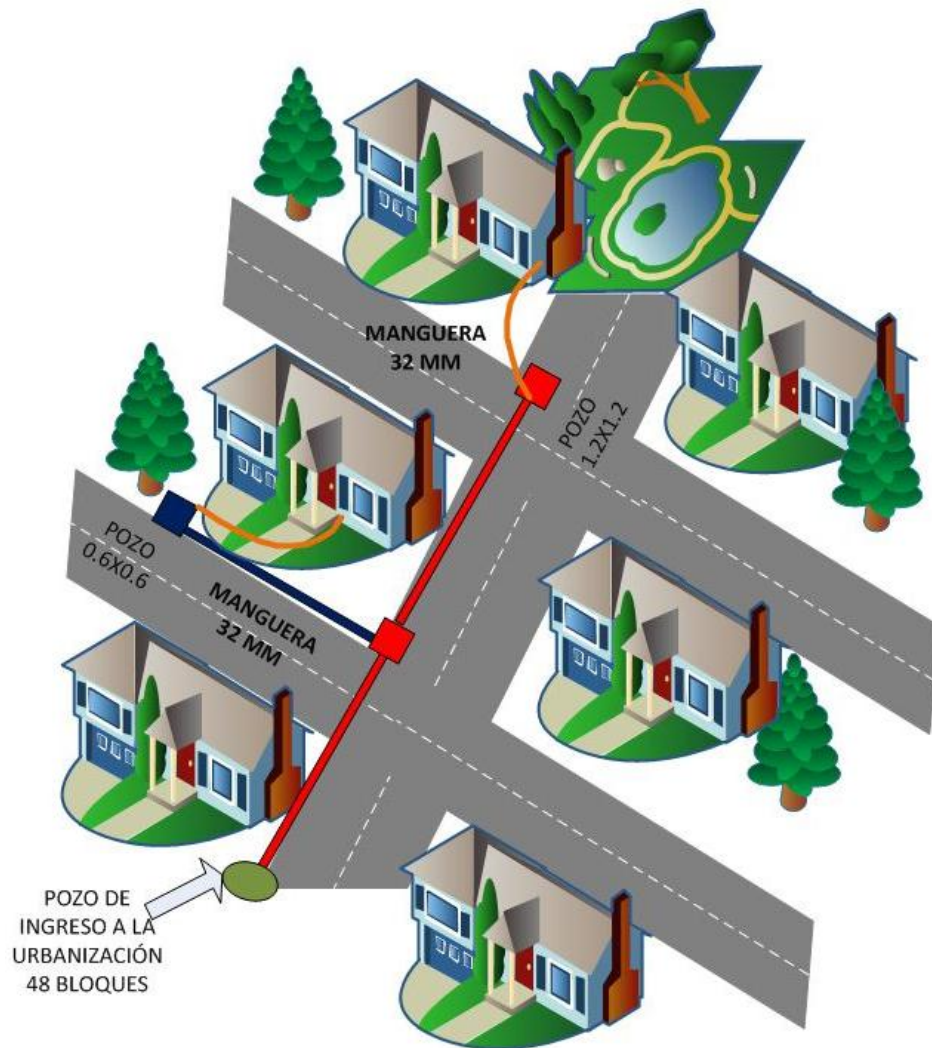 MANGUERA
32 MM
POZO
1.2X1.2
POZO
0.6X0.6
MANGUERA
32 MM
POZO DE
INGRESO A LA
URBANIZACIÓN
48 BLOQUES